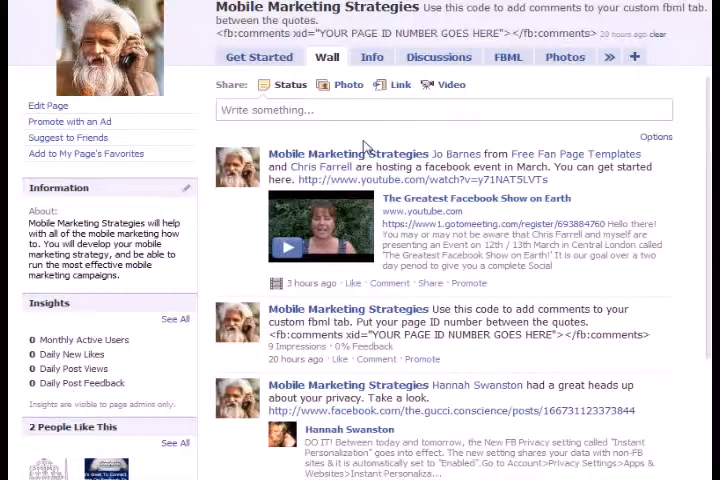 Mobile Marketing Strategies Use this code to add comments to your custom fbml tab.
between the quotes.
<fb:comments xid="YOUR PAGE ID NUMBER GOES HERE"></fb:comments> 20 hours ago clear
Get Started Wall Info Discussions FBML Photos » +
Share: Status Photo Link Video
Write something...
Options
Edit Page
Promote with an Ad
Suggest to Friends
Add to My Page's Favorites
Information
About:
Mobile Marketing Strategies will help
with all of the mobile marketing how
to. You will develop your mobile
marketing strategy, and be able to
run the most effective mobile
marketing campaigns.
Insights
See All
0 Monthly Active Users
0 Daily New Likes
0 Daily Post Views
0 Daily Post Feedback
Insights are visible to page admins only.
2 People Like This
See All
Mobile Marketing Strategies Jo Barnes from Free Fan Page Templates
and Chris Farrell are hosting a facebook event in March. You can get started
here. http://www.youtube.com/watch?v=y71NAT5LVTs
The Greatest Facebook Show on Earth
www.youtube.com
https://www1.gotomeeting.com/register/693884760 Hello there!
You may or may not be aware that Chris Farrell and myself are
presenting an Event on 12th / 13th March in Central London called
'The Greatest Facebook Show on Earth!' It is our goal over a two
day period to give you a complete Social
3 hours ago · Like · Comment · Share · Promote
Mobile Marketing Strategies Use this code to add comments to your
custom fbml tab. Put your page ID number between the quotes.
<fb:comments xid="YOUR PAGE ID NUMBER GOES HERE"></fb:comments>
9 Impressions · 0% Feedback
20 hours ago · Like · Comment · Promote
Mobile Marketing Strategies Hannah Swanston had a great heads up
about your privacy. Take a look.
http://www.facebook.com/the.gucci.conscience/posts/166731123373844
Hannah Swanston
DO IT! Between today and tomorrow, the New FB Privacy setting called "Instant
Personalization" goes into effect. The new setting shares your data with non-FB
sites & it is automatically set to "Enabled".Go to Account>Privacy Settings>Apps &
Websites>Instant Personaliza...